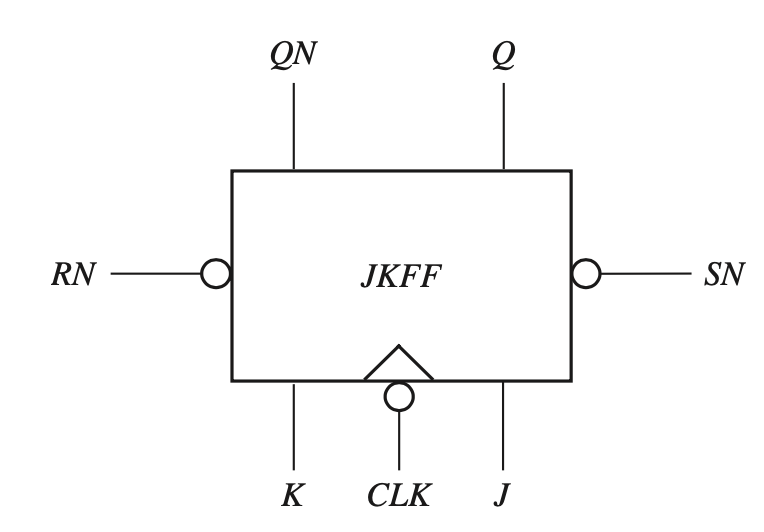 QN Q
RN JKFF SN
K CLK J